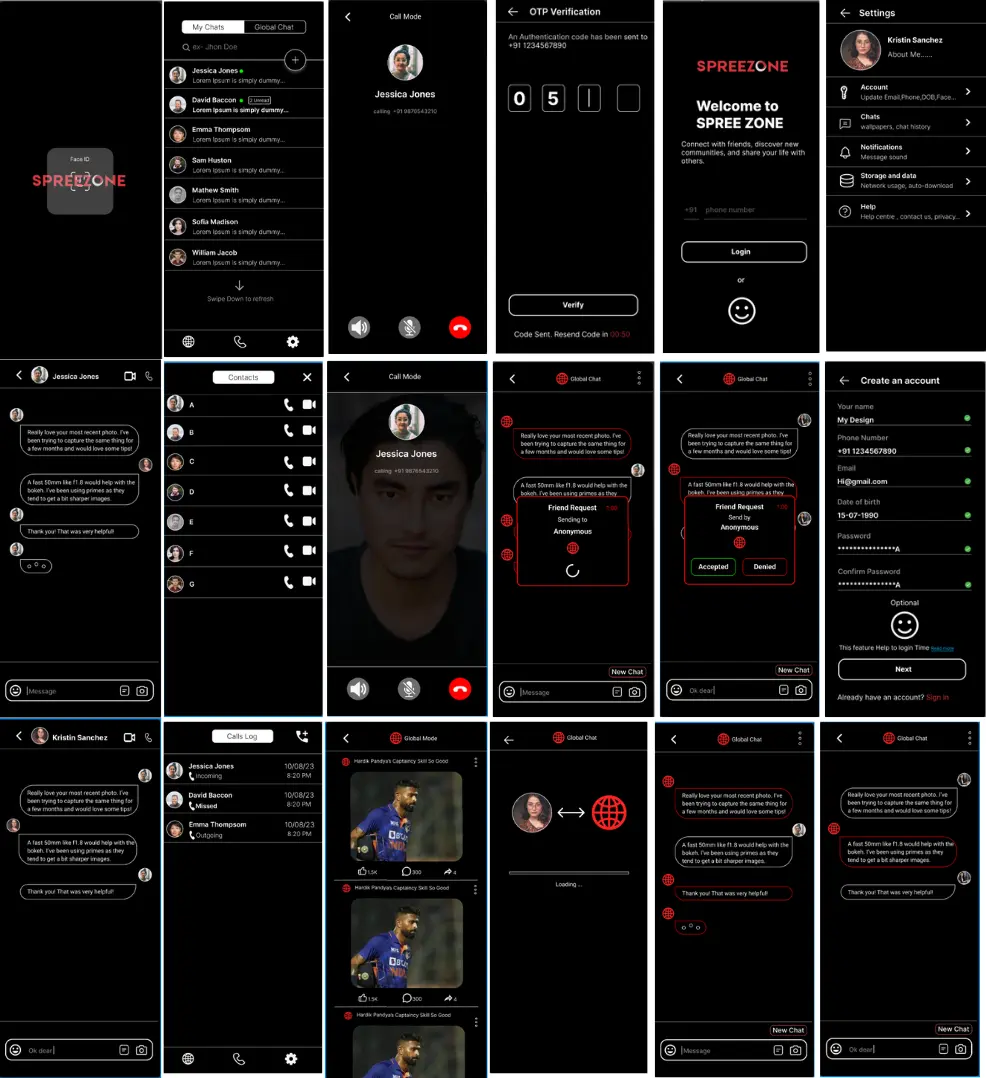 Face ID
SPREEZONE
My Chats
Global Chat
ex- Jhon Doe
Jessica Jones
Lorem Ipsum is simply dummy...
David Baccon
2 Unread
Lorem Ipsum is simply dummy...
Emma Thompsom
Lorem Ipsum is simply dummy...
Sam Huston
Lorem Ipsum is simply dummy...
Mathew Smith
Lorem Ipsum is simply dummy...
Sofia Madison
Lorem Ipsum is simply dummy...
William Jacob
Lorem Ipsum is simply dummy...
Swipe Down to refresh
Call Mode
Jessica Jones
calling +91 9876543210
OTP Verification
An Authentication code has been sent to
+91 1234567890
0 5
Verify
Code Sent. Resend Code in 00:50
SPREEZONE
Welcome to
SPREE ZONE
Connect with friends, discover new
communities, and share your life with
others.
+91 phone number
Login
or
Settings
Kristin Sanchez
About Me......
Account
Update Email,Phone,DOB,Face...
Chats
wallpapers, chat history
Notifications
Message sound
Storage and data
Network usage, auto-download
Help
Help centre , contact us, privacy...
Jessica Jones
Really love your most recent photo. I've
been trying to capture the same thing for
a few months and would love some tips!
A fast 50mm like f1.8 would help with the
bokeh. I've been using primes as they
tend to get a bit sharper images.
Thank you! That was very helpful!
Message
Contacts
A
B
C
D
E
F
G
Call Mode
Jessica Jones
calling +91 9876543210
Global Chat
Really love your most recent photo. I've
been trying to capture the same thing for
a few months and would love some tips!
A fast 50mm like f1.8 would help with the
bokeh. I've been using primes as they
Friend Request 1:00
Sending to
Anonymous
New Chat
Message
Global Chat
Really love your most recent photo. I've
been trying to capture the same thing for
a few months and would love some tips!
A fast 50mm like f1.8 would help with the
bokeh. I've been using primes as they
Friend Request 1:00
Send by
Anonymous
Accepted
Denied
New Chat
Ok dear
Create an account
Your name
My Design
Phone Number
+91 1234567890
Email
Hi@gmail.com
Date of birth
15-07-1990
Password
***************A
Confirm Password
***************A
Optional
This feature Help to login Time Read more
Next
Already have an account? Sign In
Kristin Sanchez
Really love your most recent photo. I've
been trying to capture the same thing for
a few months and would love some tips!
A fast 50mm like f1.8 would help with the
bokeh. I've been using primes as they
tend to get a bit sharper images.
Thank you! That was very helpful!
Ok dear
Calls Log
Jessica Jones 10/08/23
Incoming 8:20 PM
David Baccon 10/08/23
Missed 8:20 PM
Emma Thompsom 10/08/23
Outgoing 8:20 PM
Global Mode
Hardik Pandya's Captaincy Skill So Good
1.5K 300 4
Hardik Pandya's Captaincy Skill So Good
1.5K 300 4
Hardik Pandya's Captaincy Skill So Good
Global Chat
Loading ...
Global Chat
Really love your most recent photo. I've
been trying to capture the same thing for
a few months and would love some tips!
A fast 50mm like f1.8 would help with the
bokeh. I've been using primes as they
tend to get a bit sharper images.
Thank you! That was very helpful!
New Chat
Message
Global Chat
Really love your most recent photo. I've
been trying to capture the same thing for
a few months and would love some tips!
A fast 50mm like f1.8 would help with the
bokeh. I've been using primes as they
tend to get a bit sharper images.
Thank you! That was very helpful!
New Chat
Ok dear